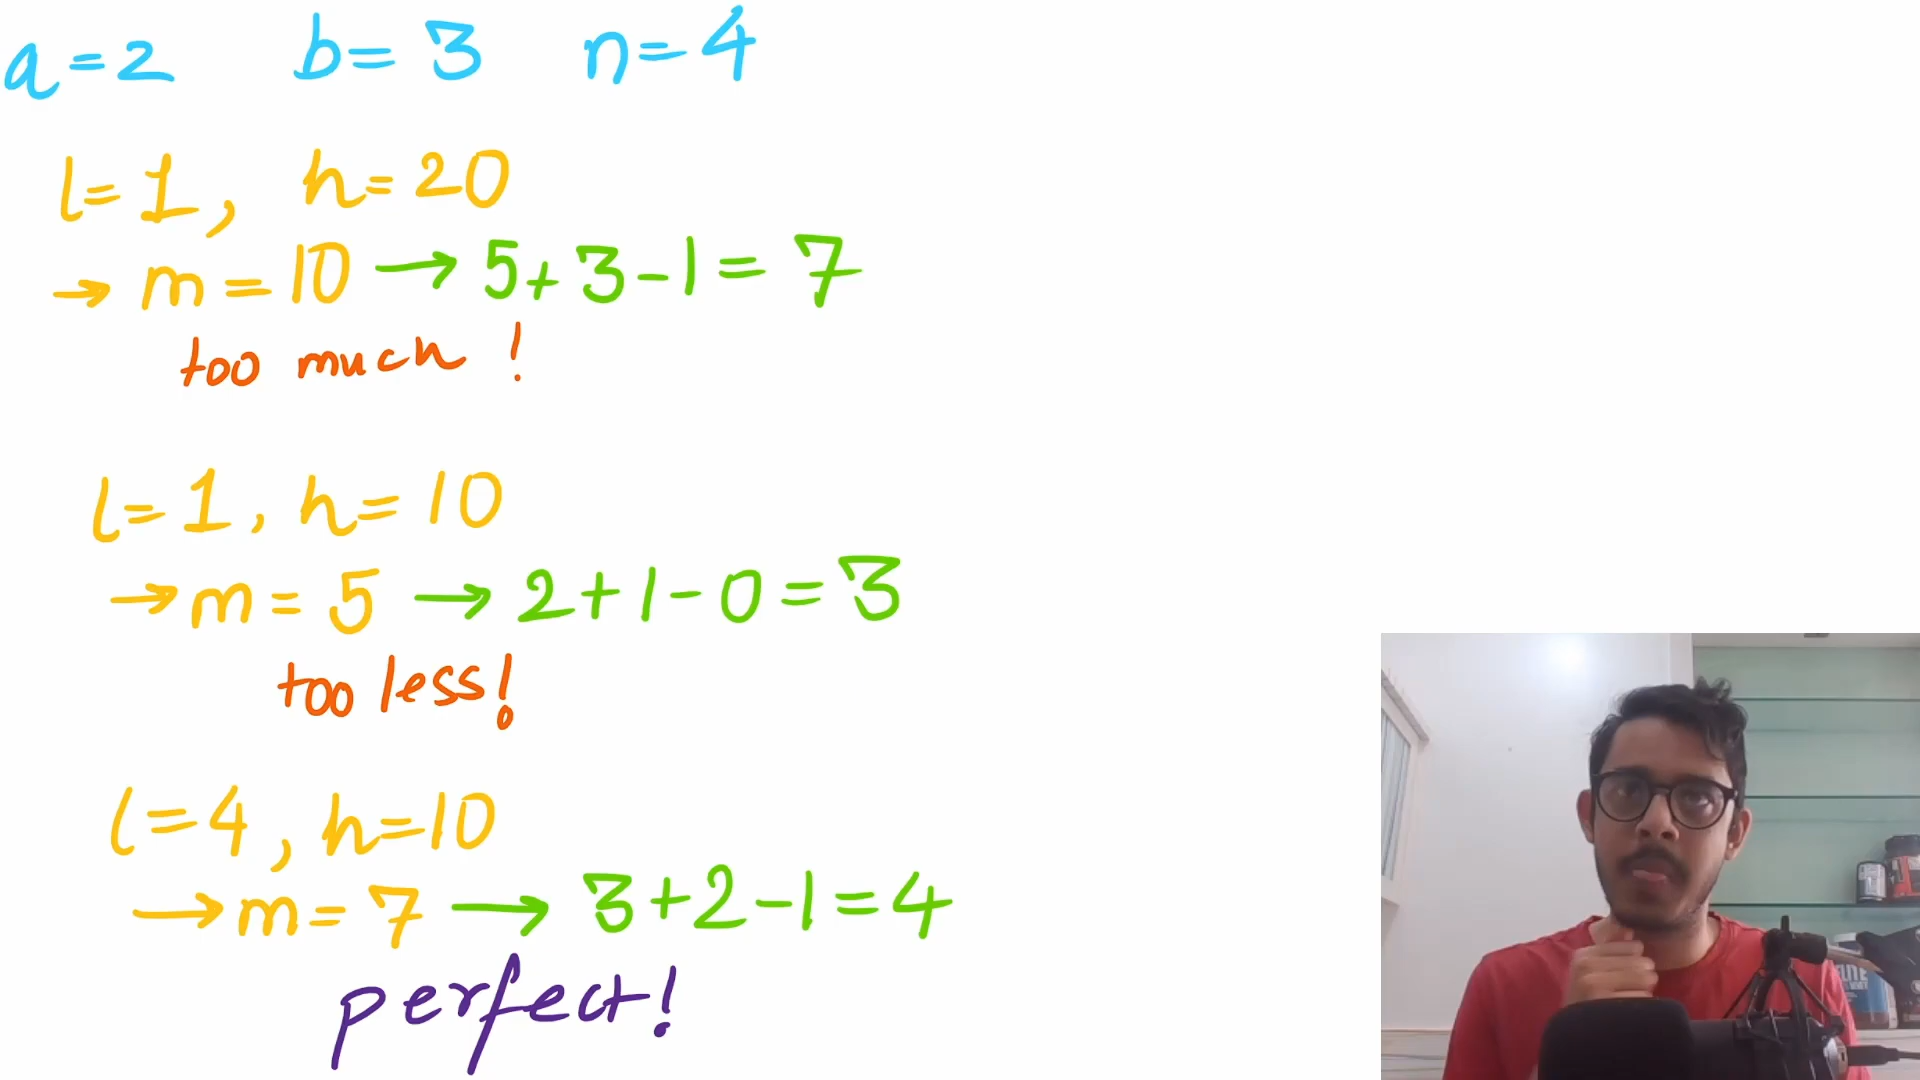 a = 2 b = 3 n = 4
l = 1, h = 20
→ m = 10 → 5 + 3 - 1 = 7
too much !
l = 1, h = 10
→ m = 5 → 2 + 1 - 0 = 3
too less!
l = 4, h = 10
→ m = 7 → 3 + 2 - 1 = 4
perfect!
ELITE